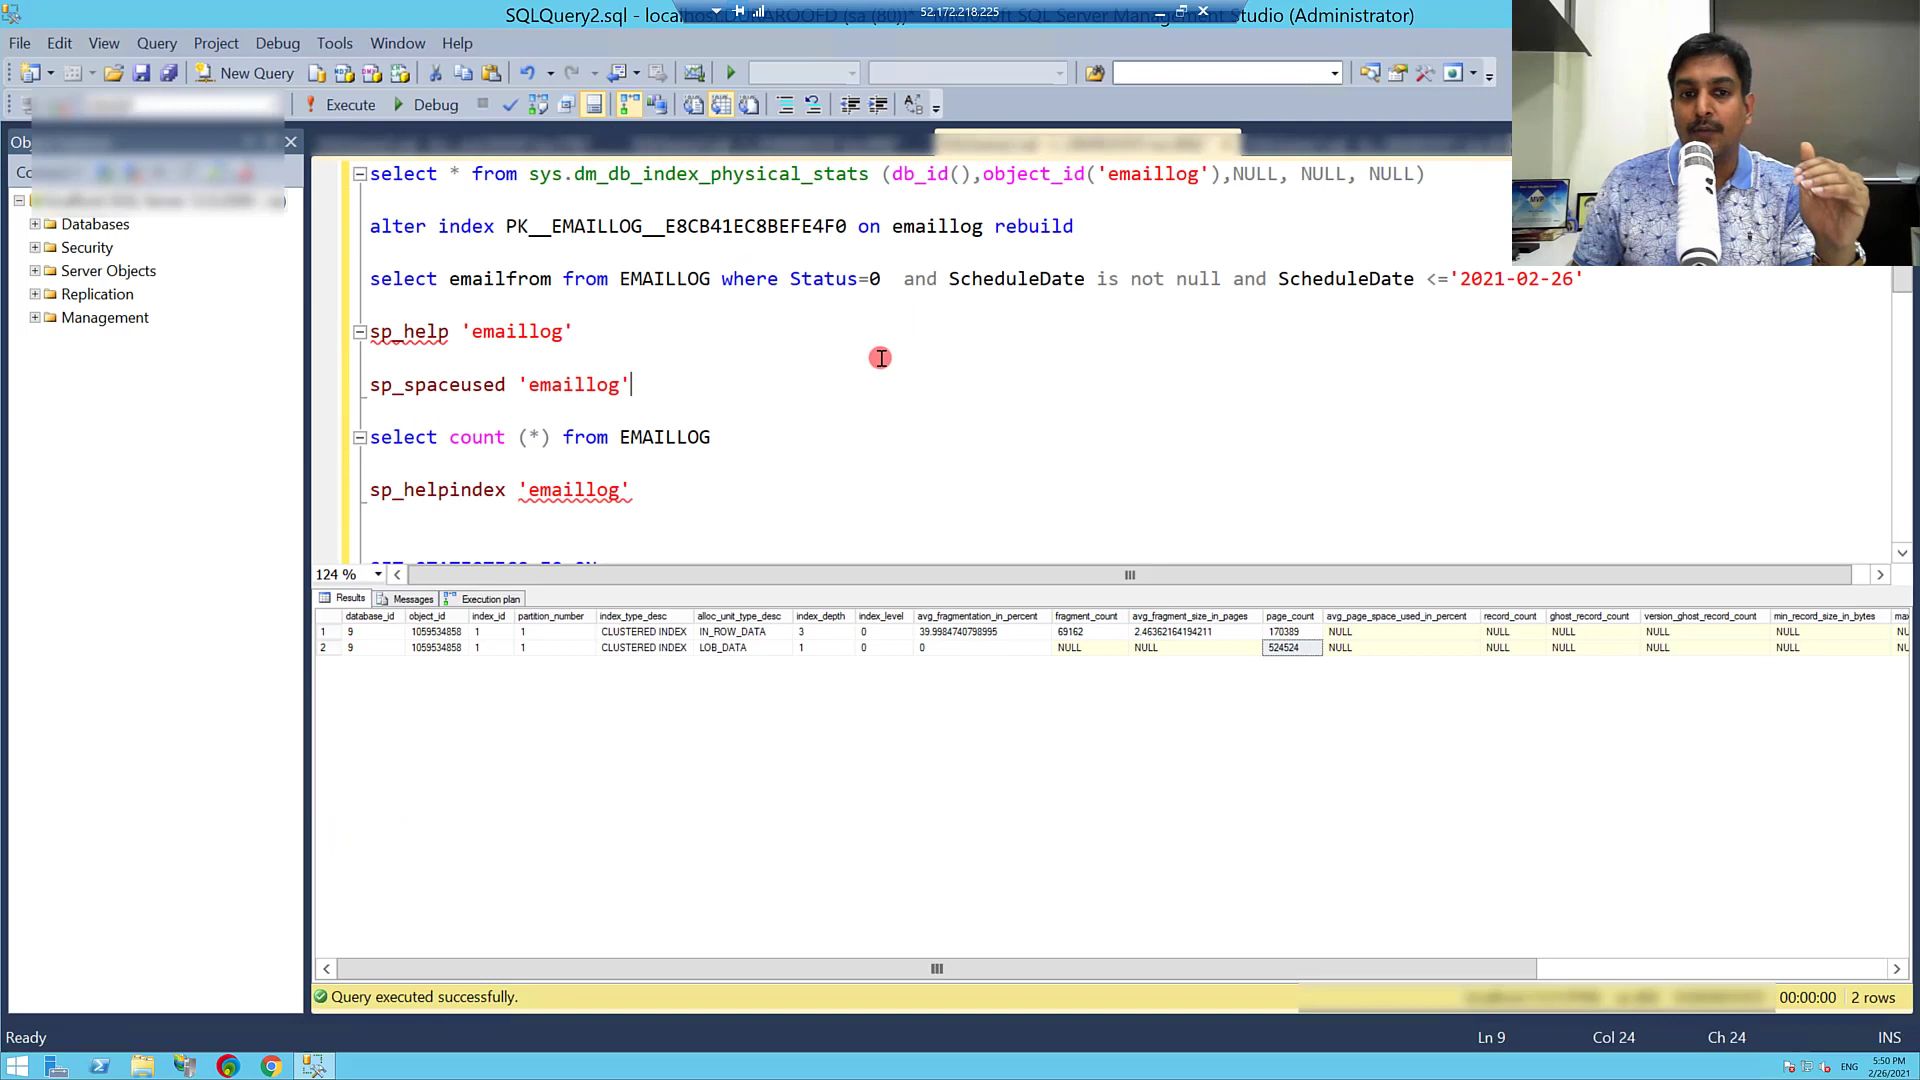 SQLQuery2.sql - localhost
52.172.218.225
Studio (Administrator)
File Edit View Query Project Debug Tools Window Help
New Query
Execute Debug
Databases
Security
Server Objects
Replication
Management
select * from sys.dm_db_index_physical_stats (db_id(),object_id('emaillog'),NULL, NULL, NULL)
alter index PK__EMAILLOG__E8CB41EC8BEFE4F0 on emaillog rebuild
select emailfrom from EMAILLOG where Status=0 and ScheduleDate is not null and ScheduleDate <='2021-02-26'
sp_help 'emaillog'
sp_spaceused 'emaillog'
select count (*) from EMAILLOG
sp_helpindex 'emaillog'
124 %
Results Messages Execution plan
database_id object_id index_id partition_number index_type_desc alloc_unit_type_desc index_depth index_level avg_fragmentation_in_percent fragment_count avg_fragment_size_in_pages page_count avg_page_space_used_in_percent record_count ghost_record_count version_ghost_record_count min_record_size_in_bytes
1 9 1059534858 1 1 CLUSTERED INDEX IN_ROW_DATA 3 0 39.9984740798995 69162 2.46362164194211 170389 NULL NULL NULL NULL NULL
2 9 1059534858 1 1 CLUSTERED INDEX LOB_DATA 1 0 0 NULL NULL 524524 NULL NULL NULL NULL NULL
Query executed successfully. 00:00:00 2 rows
Ready Ln 9 Col 24 Ch 24 INS
ENG 5:50 PM
2/26/2021
MVP